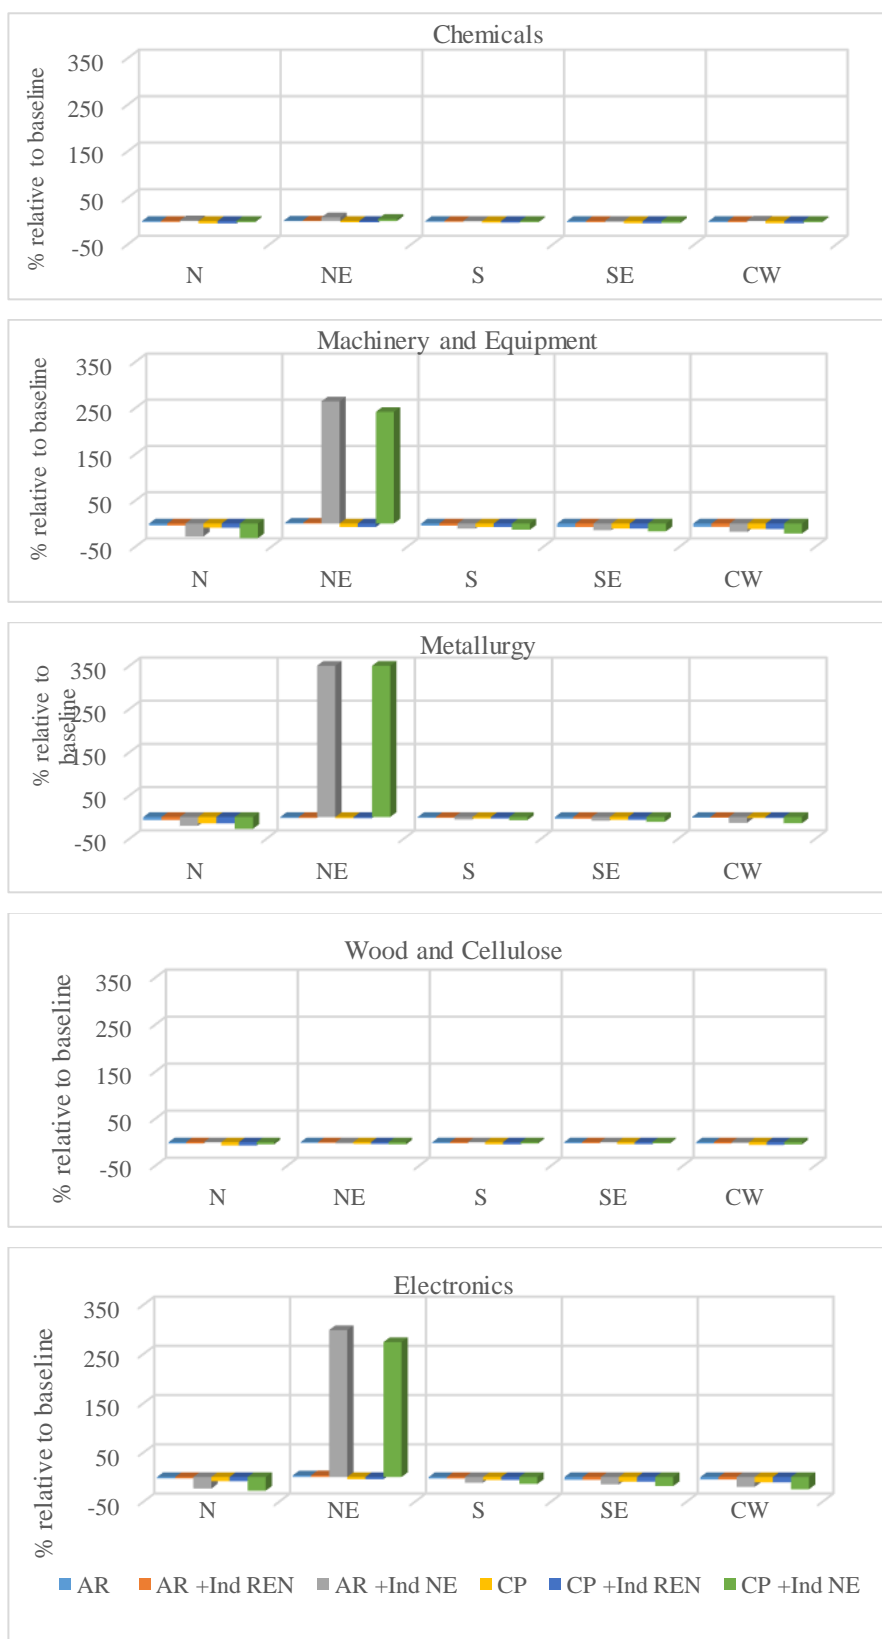 Chemicals
% relative to baseline
350
250
150
50
-50
N NE S SE CW
Machinery and Equipment
% relative to baseline
350
250
150
50
-50
N NE S SE CW
Metallurgy
% relative to
baseline
350
250
150
50
-50
N NE S SE CW
Wood and Cellulose
% relative to baseline
350
250
150
50
-50
N NE S SE CW
Electronics
% relative to baseline
350
250
150
50
-50
N NE S SE CW
AR AR +Ind REN AR +Ind NE CP CP +Ind REN CP +Ind NE